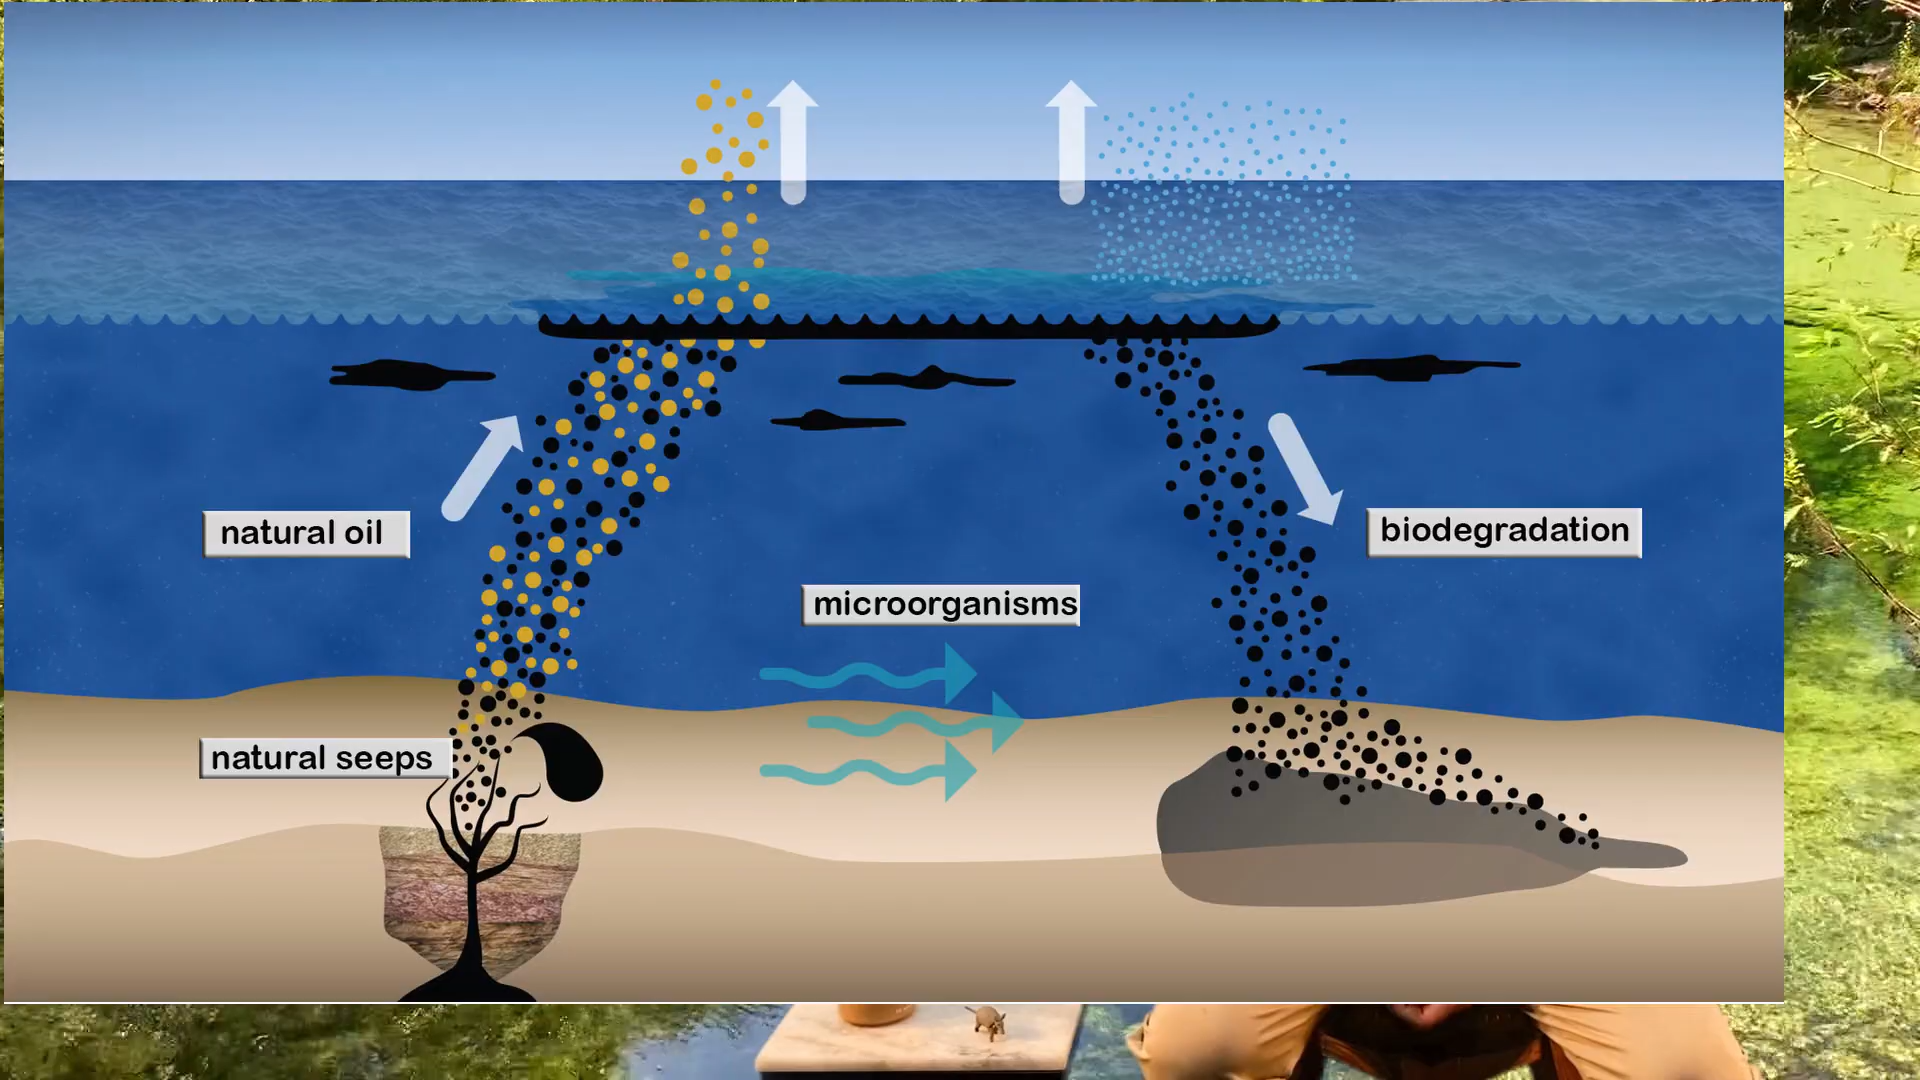 natural oil
biodegradation
microorganisms
natural seeps